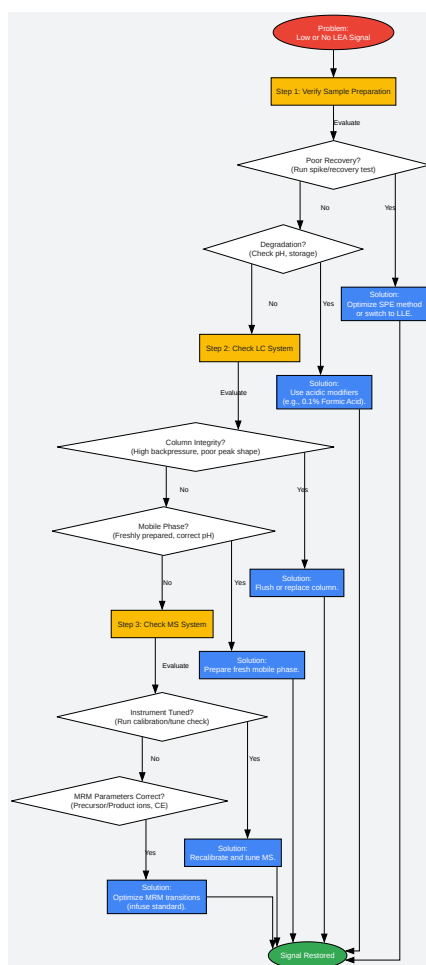 Problem:
Low or No LEA Signal
Step 1: Verify Sample Preparation
Evaluate
Poor Recovery?
(Run spike/recovery test)
No
Yes
Degradation?
(Check pH, storage)
Solution:
Optimize SPE method
or switch to LLE.
No
Yes
Step 2: Check LC System
Solution:
Use acidic modifiers
(e.g., 0.1% Formic Acid).
Evaluate
Column Integrity?
(High backpressure, poor peak shape)
No
Yes
Mobile Phase?
(Freshly prepared, correct pH)
Solution:
Flush or replace column.
No
Yes
Step 3: Check MS System
Solution:
Prepare fresh mobile phase.
Evaluate
Instrument Tuned?
(Run calibration/tune check)
No
Yes
MRM Parameters Correct?
(Precursor/Product ions, CE)
Solution:
Recalibrate and tune MS.
Yes
Solution:
Optimize MRM transitions
(infuse standard).
Signal Restored